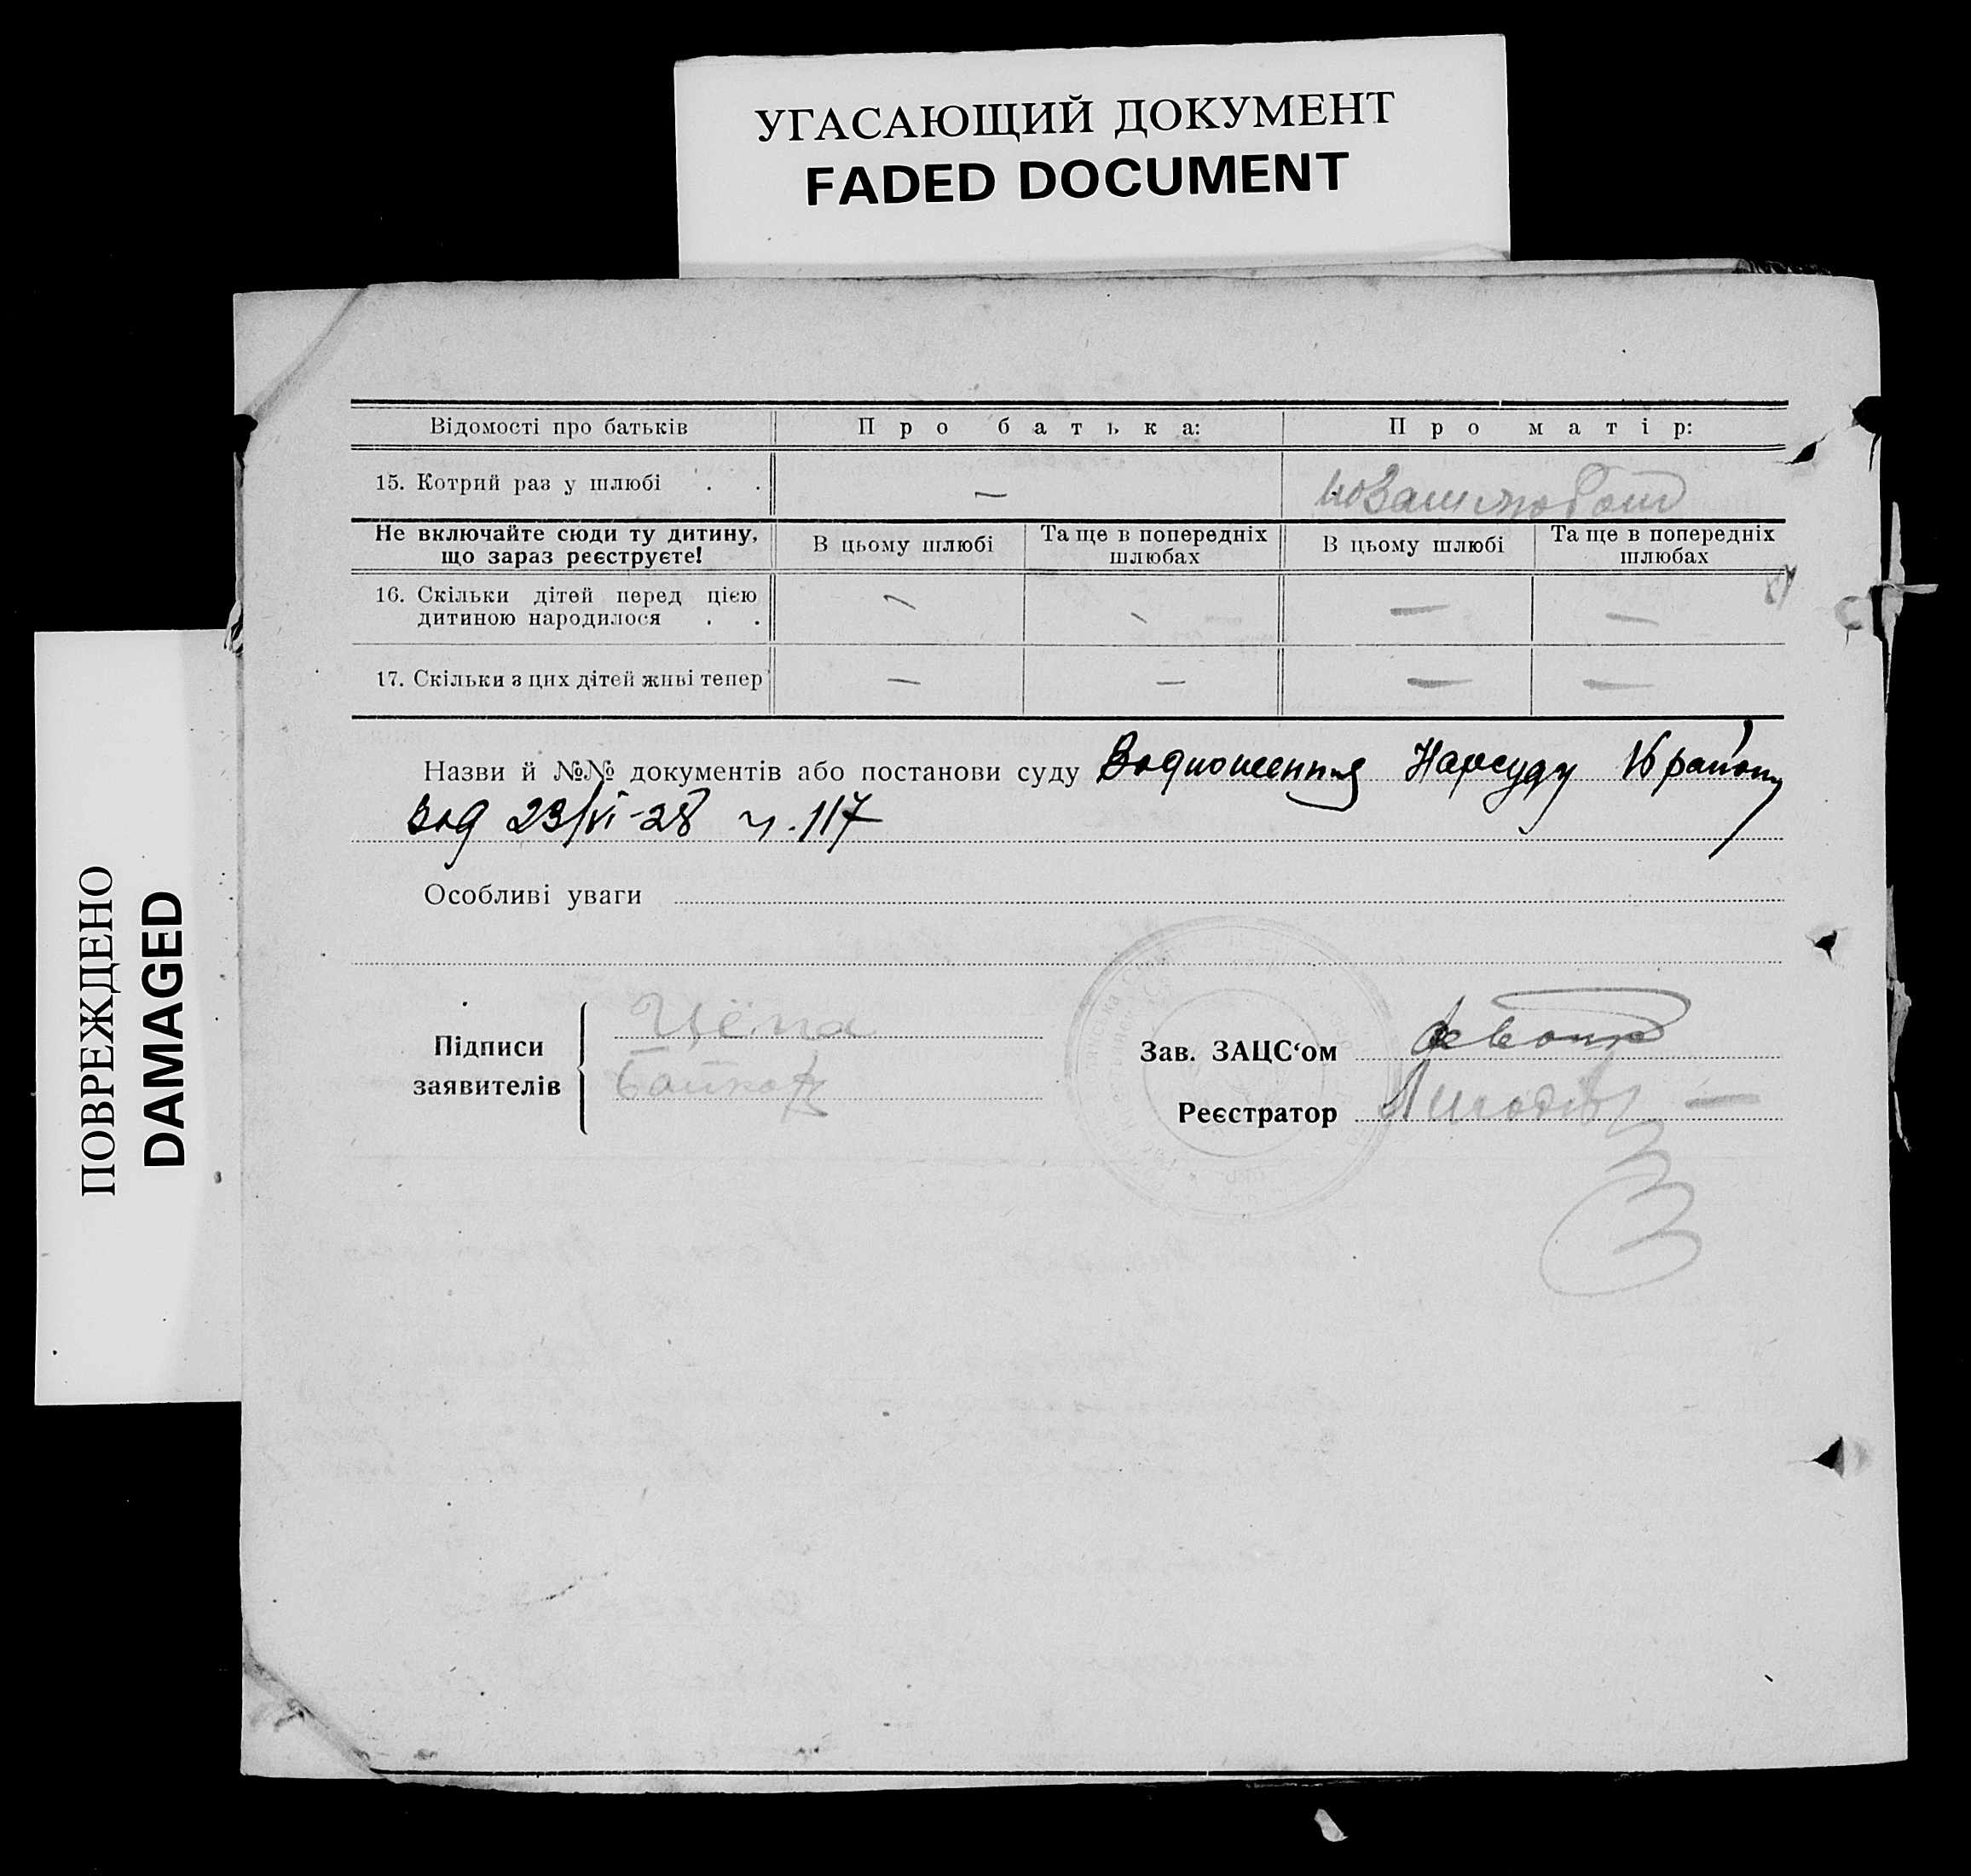 УГАСАЮЩИЙ ДОКУМЕНТ
FADED DOCUMENT
ПОВРЕЖДЕНО
DAMAGED
Відомості про батьків
Про батька:
Про матір:
15. Котрий раз у шлюбі . .
—
Не включайте сюди ту дитину,
що зараз реєструєте!
В цьому шлюбі
Та ще в попередніх
шлюбах
В цьому шлюбі
Та ще в попередніх
шлюбах
16. Скільки дітей перед цією
дитиною народилося . .
— — — —
17. Скільки з цих дітей живі тепер
— — — —
Назви й №№ документів або постанови суду Відношення Нарсуду району
від 23/VI-28 ч. 117
Особливі уваги
Підписи
заявителів
Зав. ЗАЦС‘ом
Реєстратор